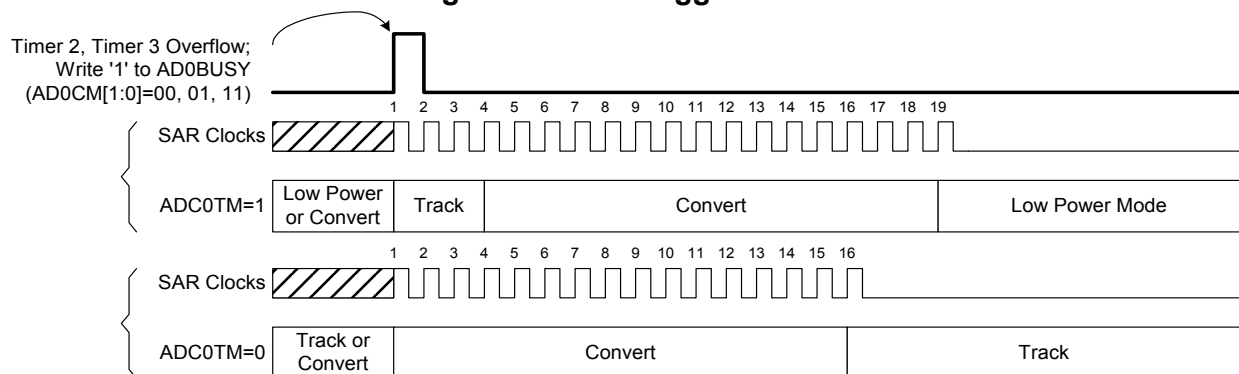 Timer 2, Timer 3 Overflow;
Write '1' to AD0BUSY
(AD0CM[1:0]=00, 01, 11)
1 2 3 4 5 6 7 8 9 10 11 12 13 14 15 16 17 18 19
SAR Clocks
ADC0TM=1
Low Power
or Convert
Track
Convert
Low Power Mode
1 2 3 4 5 6 7 8 9 10 11 12 13 14 15 16
SAR Clocks
ADC0TM=0
Track or
Convert
Convert
Track